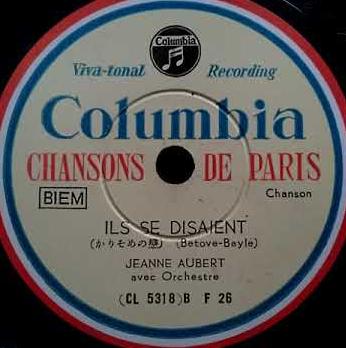 Columbia
Viva-tonal Recording
Columbia
CHANSONS DE PARIS
BIEM Chanson
ILS SE DISAIENT
(かりそめの戀) (Betove-Bayle)
JEANNE AUBERT
avec Orchestre
(CL 5318)B F 26